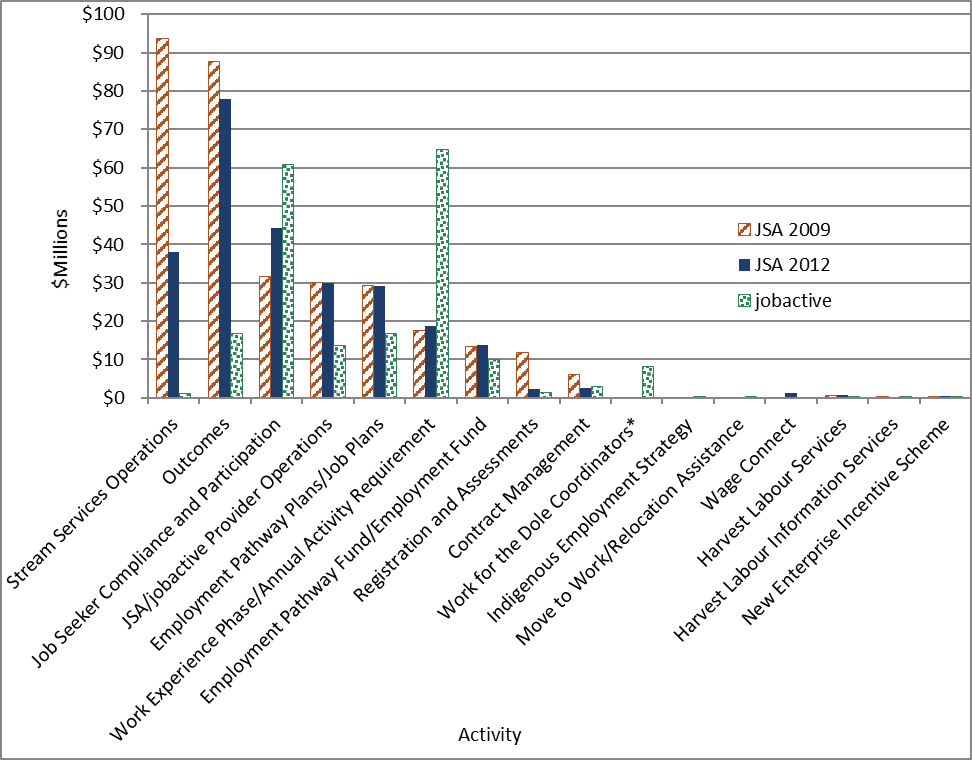 $100
$90
$80
$70
$60
$50
$40
$30
$20
$10
$0
$Millions
JSA 2009
JSA 2012
jobactive
Stream Services Operations
Outcomes
Job Seeker Compliance and Participation
JSA/jobactive Provider Operations
Employment Pathway Plans/Job Plans
Work Experience Phase/Annual Activity Requirement
Employment Pathway Fund/Employment Fund
Registration and Assessments
Contract Management
Work for the Dole Coordinators*
Indigenous Employment Strategy
Move to Work/Relocation Assistance
Wage Connect
Harvest Labour Services
Harvest Labour Information Services
New Enterprise Incentive Scheme
Activity